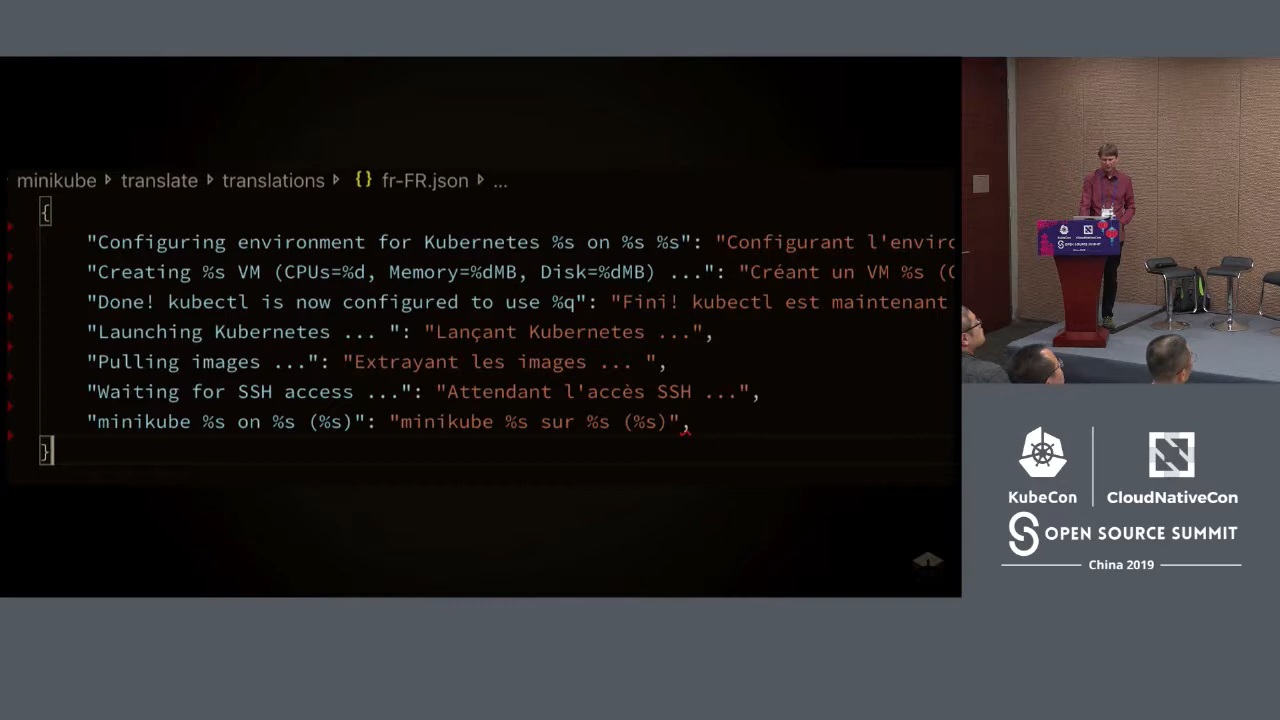 minikube translate translations {} fr-FR.json ...
{
"Configuring environment for Kubernetes %s on %s %s": "Configurant l'enviro
"Creating %s VM (CPUs=%d, Memory=%dMB, Disk=%dMB) ...": "Créant un VM %s (C
"Done! kubectl is now configured to use %q": "Fini! kubectl est maintenant
"Launching Kubernetes ... ": "Lançant Kubernetes ...",
"Pulling images ...": "Extrayant les images ... ",
"Waiting for SSH access ...": "Attendant l'accès SSH ...",
"minikube %s on %s (%s)": "minikube %s sur %s (%s)",
}
OPEN SOURCE SUMMIT
KubeCon CloudNativeCon
OPEN SOURCE SUMMIT
China 2019